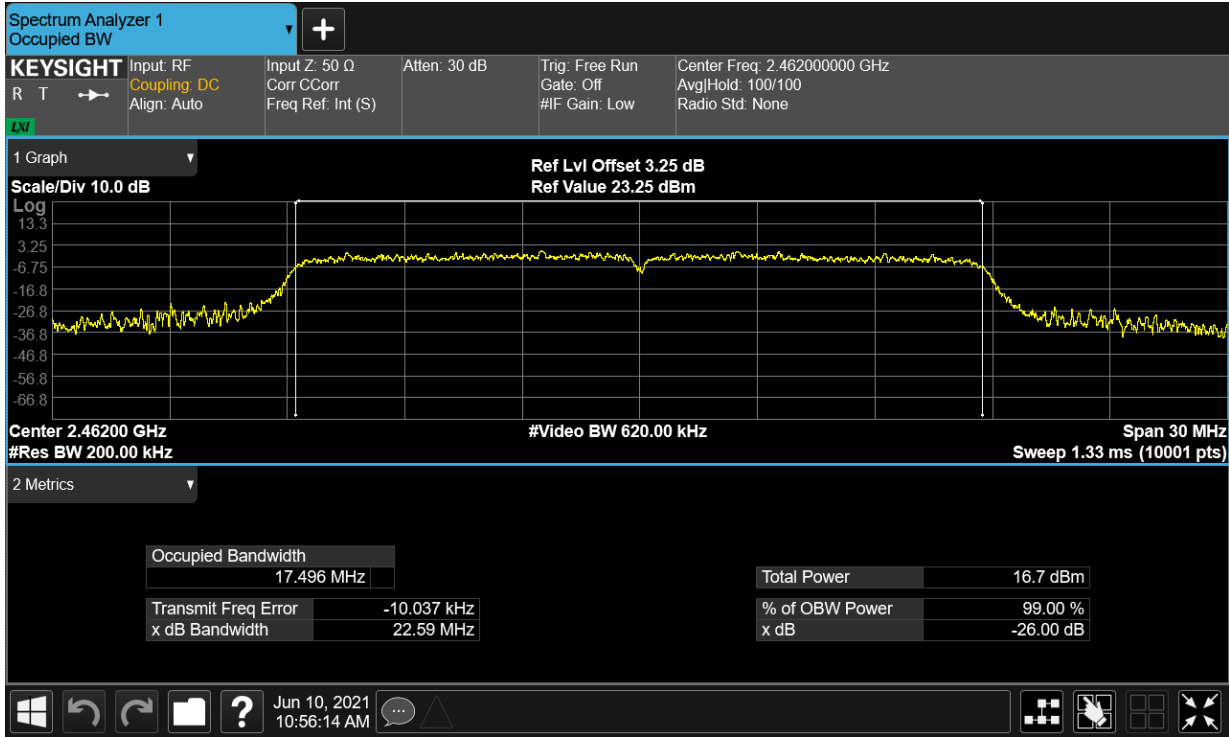 Spectrum Analyzer 1
Occupied BW
KEYSIGHT
R T
LXI
Input: RF
Coupling: DC
Align: Auto
Input Z: 50 Ω
Corr CCorr
Freq Ref: Int (S)
Atten: 30 dB
Trig: Free Run
Gate: Off
#IF Gain: Low
Center Freq: 2.462000000 GHz
Avg|Hold: 100/100
Radio Std: None
1 Graph
Ref Lvl Offset 3.25 dB
Scale/Div 10.0 dB
Ref Value 23.25 dBm
Log
13.3
3.25
-6.75
-16.8
-26.8
-36.8
-46.8
-56.8
-66.8
Center 2.46200 GHz
#Video BW 620.00 kHz
Span 30 MHz
#Res BW 200.00 kHz
Sweep 1.33 ms (10001 pts)
2 Metrics
Occupied Bandwidth
17.496 MHz
Total Power 16.7 dBm
Transmit Freq Error -10.037 kHz
% of OBW Power 99.00 %
x dB Bandwidth 22.59 MHz
x dB -26.00 dB
?
Jun 10, 2021
10:56:14 AM